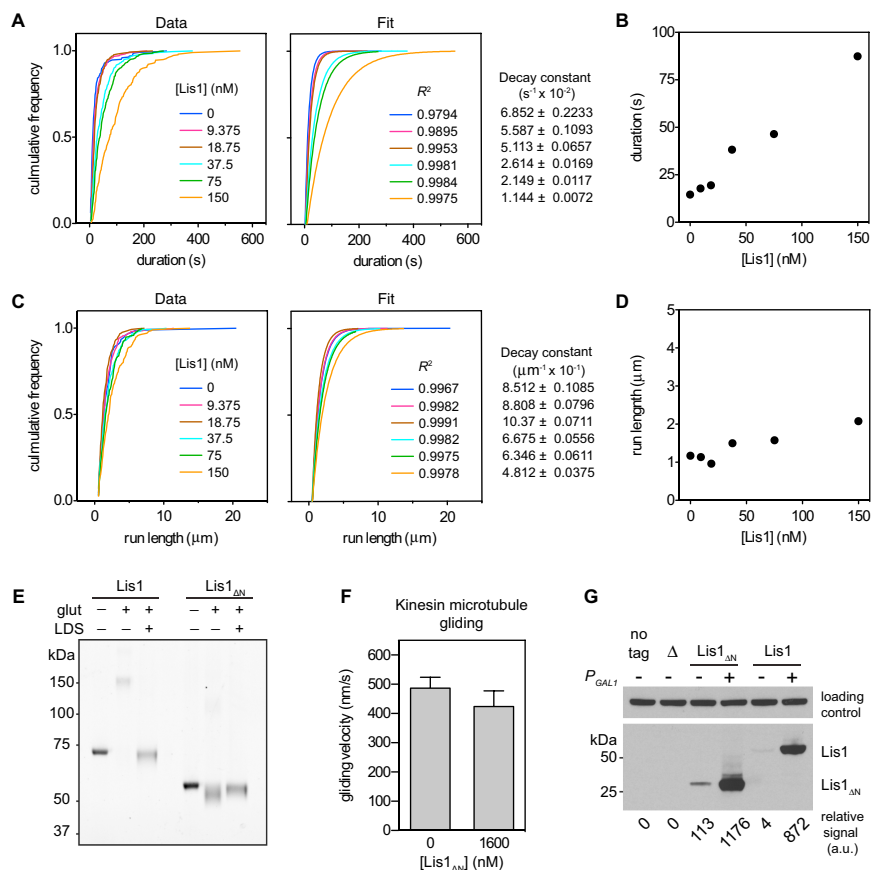 A
Data
culmulative frequency
1.0
0.5
0.0
0 200 400 600
duration (s)
[Lis1] (nM)
0
9.375
18.75
37.5
75
150
Fit
0 200 400 600
duration (s)
R²
0.9794
0.9895
0.9953
0.9981
0.9984
0.9975
Decay constant
(s⁻¹ x 10⁻²)
6.852 ± 0.2233
5.587 ± 0.1093
5.113 ± 0.0657
2.614 ± 0.0169
2.149 ± 0.0117
1.144 ± 0.0072
B
duration (s)
100
75
50
25
0
0 50 100 150
[Lis1] (nM)
C
Data
culmulative frequency
1.0
0.5
0.0
0 10 20
run length (μm)
[Lis1] (nM)
0
9.375
18.75
37.5
75
150
Fit
0 10 20
run length (μm)
R²
0.9967
0.9982
0.9991
0.9982
0.9975
0.9978
Decay constant
(μm⁻¹ x 10⁻¹)
8.512 ± 0.1085
8.808 ± 0.0796
10.37 ± 0.0711
6.675 ± 0.0556
6.346 ± 0.0611
4.812 ± 0.0375
D
run length (μm)
5
4
3
2
1
0
0 50 100 150
[Lis1] (nM)
E
Lis1 Lis1ΔN
glut – + + – + +
LDS + +
kDa
150
100
75
50
37
F
Kinesin microtubule
gliding
gliding velocity (nm/s)
600
500
400
300
200
100
0
0 1600
[Lis1ΔN] (nM)
G
no
tag Δ Lis1ΔN Lis1
PGAL1 - - - + - +
loading
control
kDa
50
25
Lis1
Lis1ΔN
0 0 113 1176 4 872
relative
signal
(a.u.)